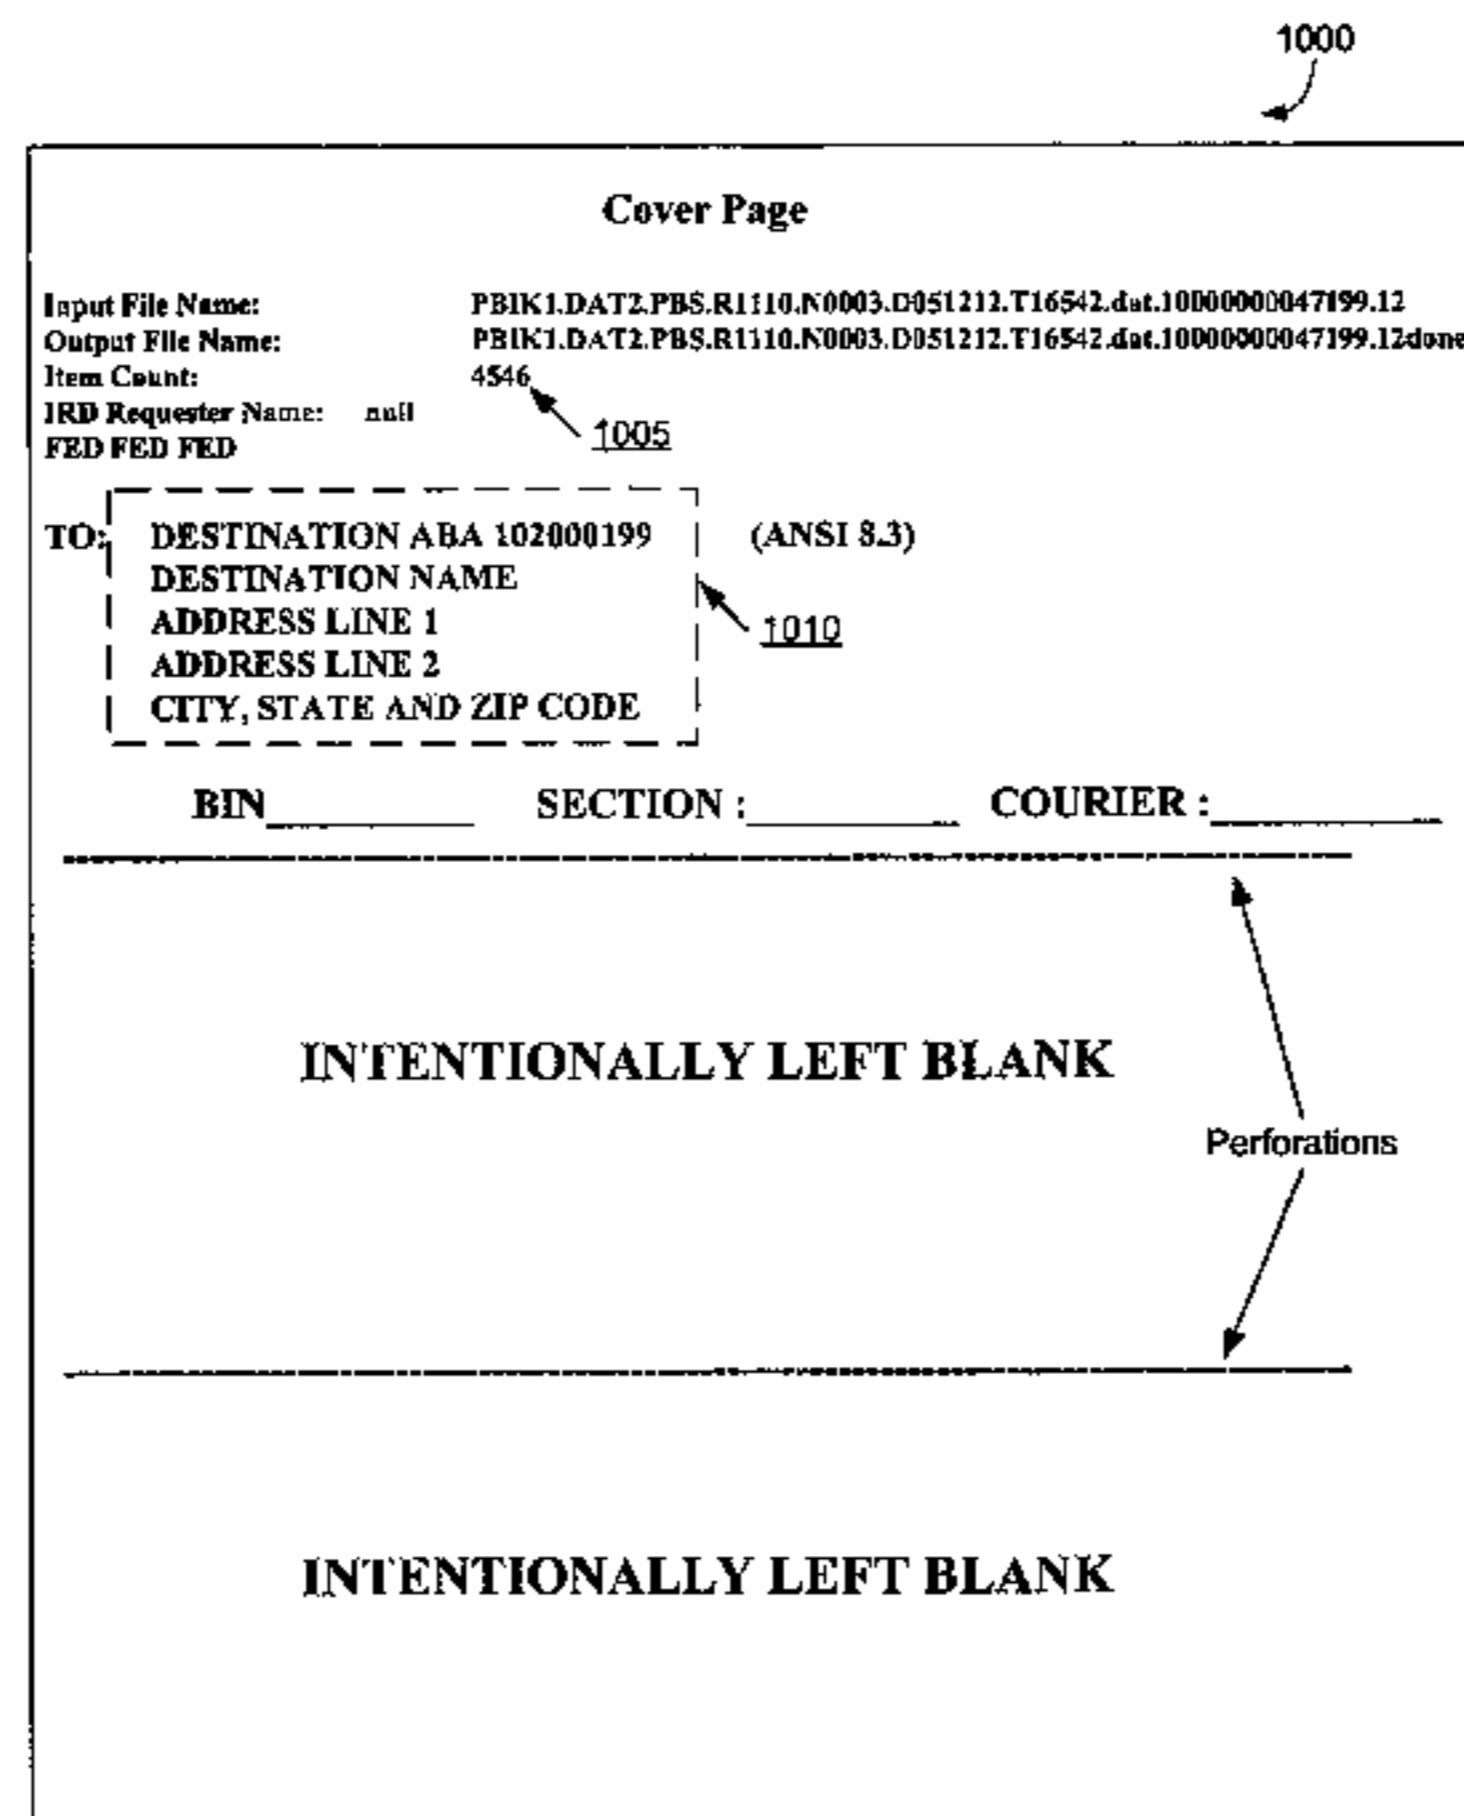 1000
Cover Page
Input File Name: PBIK1.DAT2.PBS.R1110.N0003.D051212.T16542.dat.10000000047199.12
Output File Name: PBIK1.DAT2.PBS.R1110.N0003.D051212.T16542.dat.10000000047199.12done
Item Count: 4546
1005
IRD Requester Name: null
FED FED FED
TO: DESTINATION ABA 102000199 (ANSI 8.3)
DESTINATION NAME
ADDRESS LINE 1
1010
ADDRESS LINE 2
CITY, STATE AND ZIP CODE
BIN________ SECTION :________ COURIER :________
INTENTIONALLY LEFT BLANK
Perforations
INTENTIONALLY LEFT BLANK